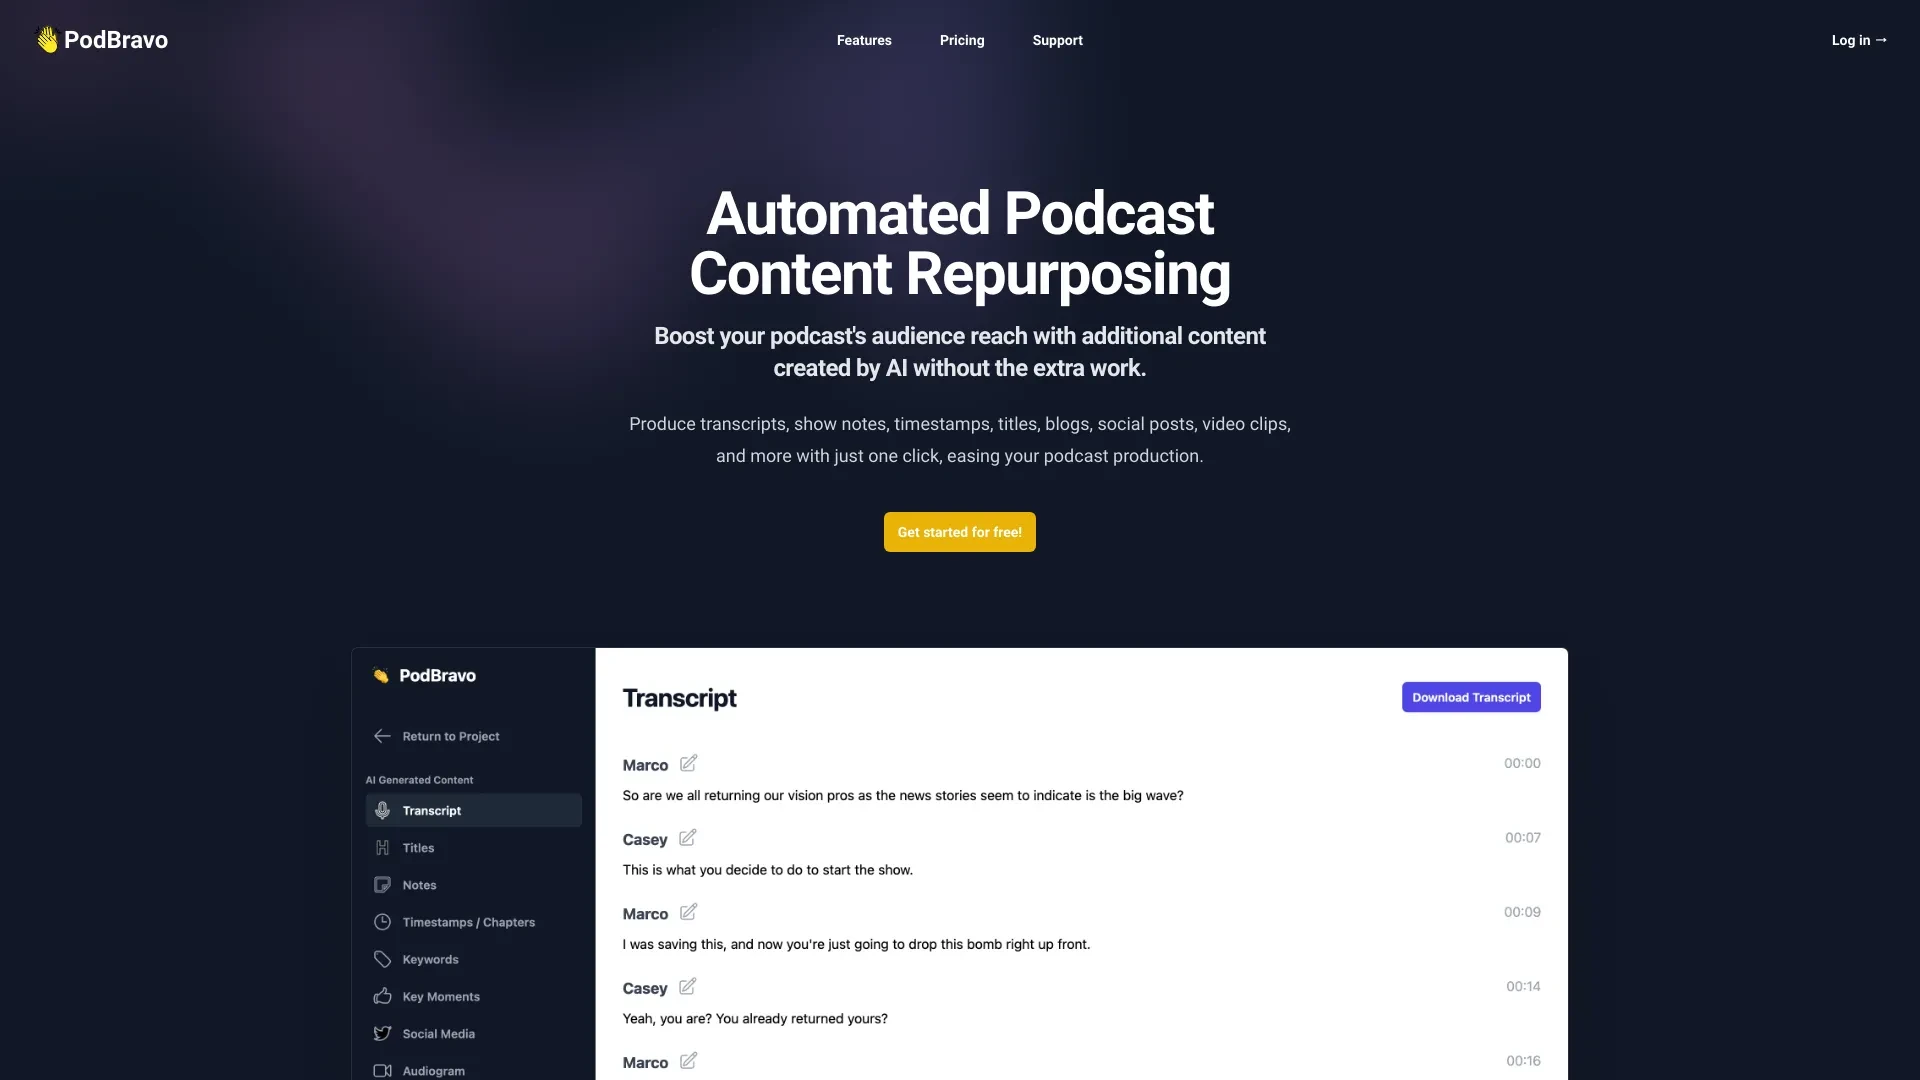 PodBravo
Features
Pricing
Support
Log in →
Automated Podcast
Content Repurposing
Boost your podcast's audience reach with additional content
created by AI without the extra work.
Produce transcripts, show notes, timestamps, titles, blogs, social posts, video clips,
and more with just one click, easing your podcast production.
Get started for free!
PodBravo
Return to Project
AI Generated Content
Transcript
Titles
Notes
Timestamps / Chapters
Keywords
Key Moments
Social Media
Audiogram
Transcript
Download Transcript
Marco 00:00
So are we all returning our vision pros as the news stories seem to indicate is the big wave?
Casey 00:07
This is what you decide to do to start the show.
Marco 00:09
I was saving this, and now you're just going to drop this bomb right up front.
Casey 00:14
Yeah, you are? You already returned yours?
Marco 00:16